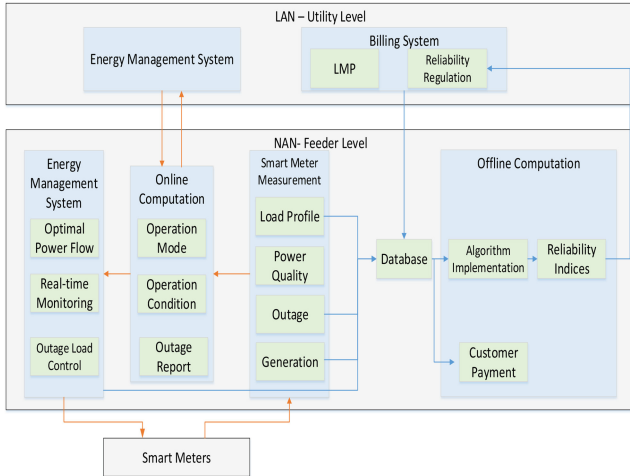 LAN – Utility Level
Energy Management System
Billing System
LMP
Reliability
Regulation
NAN- Feeder Level
Energy
Management
System
Optimal
Power Flow
Real-time
Monitoring
Outage Load
Control
Online
Computation
Operation
Mode
Operation
Condition
Outage
Report
Smart Meter
Measurement
Load Profile
Power
Quality
Outage
Generation
Database
Offline Computation
Algorithm
Implementation
Reliability
Indices
Customer
Payment
Smart Meters